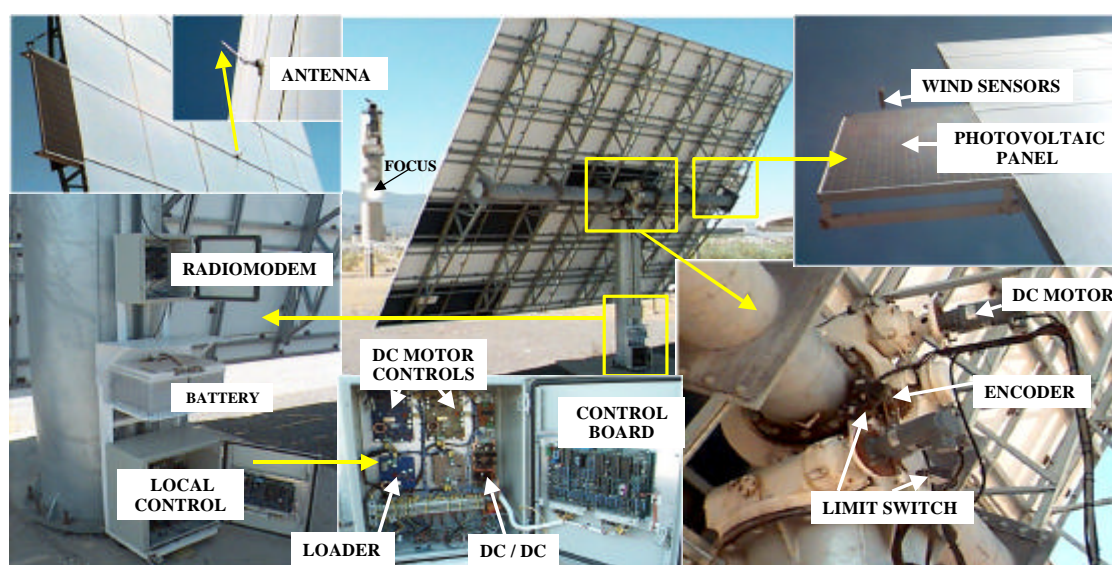 ANTENNA
WIND SENSORS
PHOTOVOLTAIC
PANEL
FOCUS
RADIOMODEM
DC MOTOR
DC MOTOR
CONTROLS
BATTERY
ENCODER
CONTROL
BOARD
LOCAL
CONTROL
LIMIT SWITCH
LOADER
DC / DC